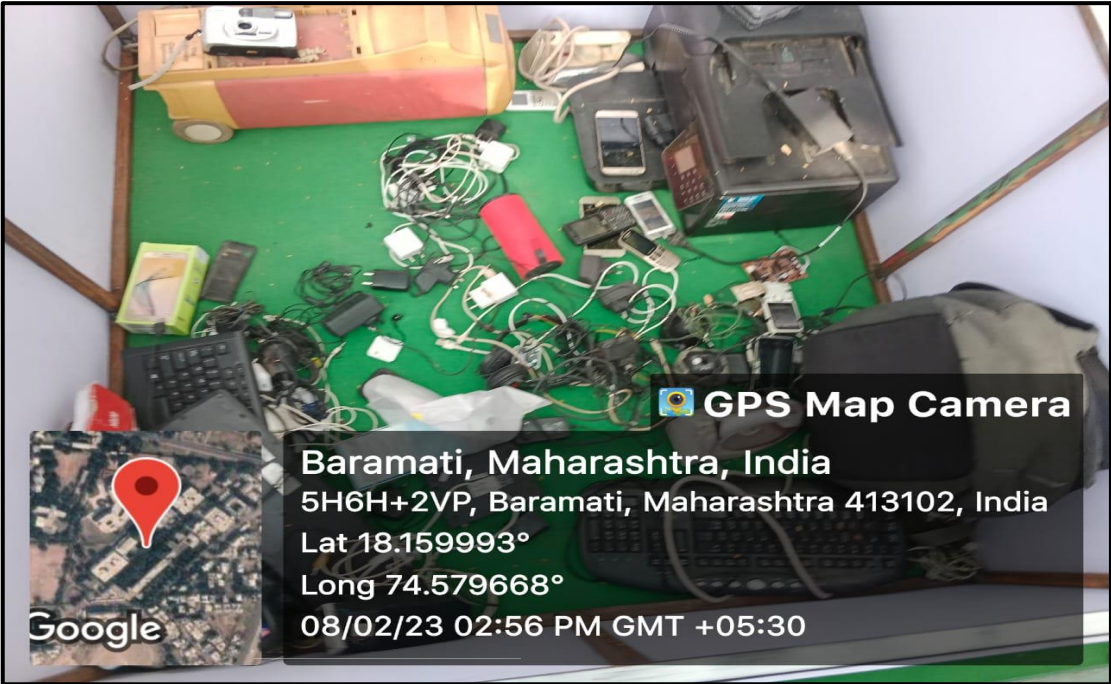 GPS Map Camera
Baramati, Maharashtra, India
5H6H+2VP, Baramati, Maharashtra 413102, India
Lat 18.159993°
Long 74.579668°
08/02/23 02:56 PM GMT +05:30
Google